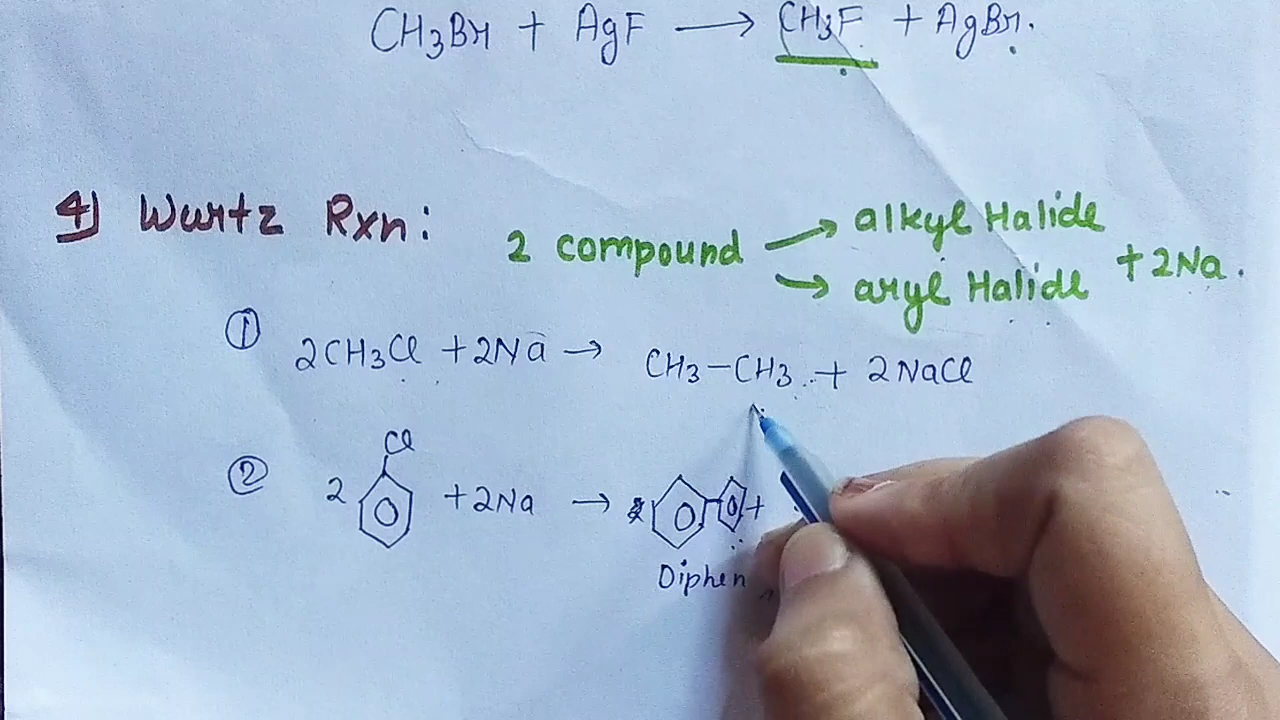 CH3Br + AgF → CH3F + AgBr.
4) Wurtz Rxn:
2 compound → alkyl Halide
→ aryl Halide + 2Na.
① 2CH3Cl + 2Na → CH3-CH3 + 2NaCl
② 2 Cl + 2Na → +
Diphen